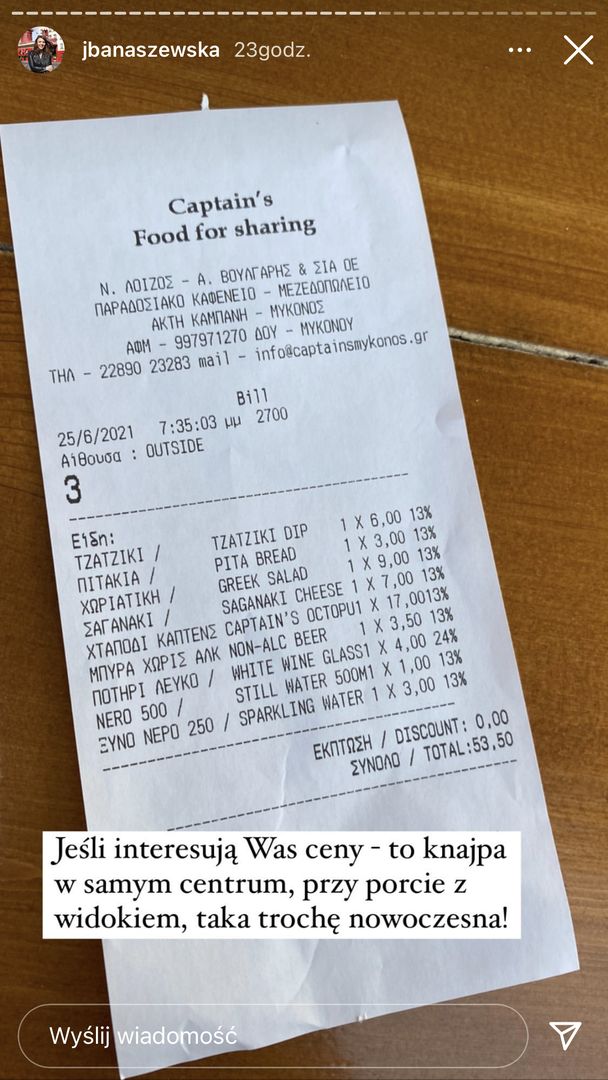 jbanaszewska 23godz.
Captain's
Food for sharing
Ν. ΛΟΙΖΟΣ - Α. ΒΟΥΛΓΑΡΗΣ & ΣΙΑ ΟΕ
ΠΑΡΑΔΟΣΙΑΚΟ ΚΑΦΕΝΕΙΟ - ΜΕΖΕΔΟΠΩΛΕΙΟ
ΑΚΤΗ ΚΑΜΠΑΝΗ - ΜΥΚΟΝΟΣ
ΑΦΜ - 997971270 ΔΟΥ - ΜΥΚΟΝΟΥ
ΤΗΛ - 22890 23283 mail - info@captainsmykonos.gr
Bill
25/6/2021 7:35:03 μμ 2700
Αίθουσα : OUTSIDE
3
Είδη:
ΤΖΑΤΖΙΚΙ / TZATZIKI DIP 1 X 6,00 13%
ΠΙΤΑΚΙΑ / PITA BREAD 1 X 3,00 13%
ΧΩΡΙΑΤΙΚΗ / GREEK SALAD 1 X 9,00 13%
ΣΑΓΑΝΑΚΙ / SAGANAKI CHEESE 1 X 7,00 13%
ΧΤΑΠΟΔΙ ΚΑΠΤΕΝΣ CAPTAIN'S OCTOPU1 X 17,0013%
ΜΠΥΡΑ ΧΩΡΙΣ ΑΛΚ NON-ALC BEER 1 X 3,50 13%
ΠΟΤΗΡΙ ΛΕΥΚΟ / WHITE WINE GLASS1 X 4,00 24%
NERO 500 / STILL WATER 500M1 X 1,00 13%
ΞΥΝΟ ΝΕΡΟ 250 / SPARKLING WATER 1 X 3,00 13%
ΕΚΠΤΩΣΗ / DISCOUNT: 0,00
ΣΥΝΟΛΟ / TOTAL:53,50
Jeśli interesują Was ceny - to knajpa
w samym centrum, przy porcie z
widokiem, taka trochę nowoczesna!
Wyślij wiadomość